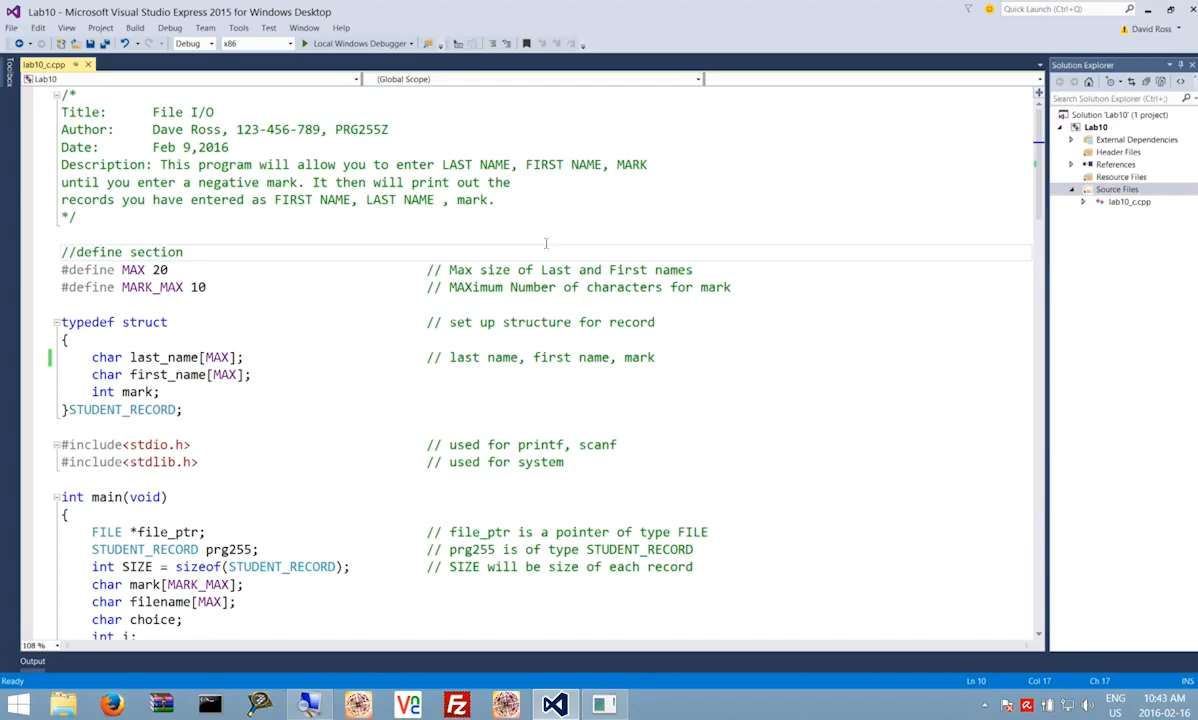 Lab10 - Microsoft Visual Studio Express 2015 for Windows Desktop
Quick Launch (Ctrl+Q)
File Edit View Project Build Debug Team Tools Test Window Help
David Ross
Debug x86 Local Windows Debugger
Toolbox
lab10_c.cpp
Lab10 (Global Scope)
/*
Title: File I/O
Author: Dave Ross, 123-456-789, PRG255Z
Date: Feb 9,2016
Description: This program will allow you to enter LAST NAME, FIRST NAME, MARK
until you enter a negative mark. It then will print out the
records you have entered as FIRST NAME, LAST NAME , mark.
*/
//define section
#define MAX 20 // Max size of Last and First names
#define MARK_MAX 10 // MAXimum Number of characters for mark
typedef struct // set up structure for record
{
char last_name[MAX]; // last name, first name, mark
char first_name[MAX];
int mark;
}STUDENT_RECORD;
#include<stdio.h> // used for printf, scanf
#include<stdlib.h> // used for system
int main(void)
{
FILE *file_ptr; // file_ptr is a pointer of type FILE
STUDENT_RECORD prg255; // prg255 is of type STUDENT_RECORD
int SIZE = sizeof(STUDENT_RECORD); // SIZE will be size of each record
char mark[MARK_MAX];
char filename[MAX];
char choice;
int i;
108 %
Output
Solution Explorer
Search Solution Explorer (Ctrl+;)
Solution 'Lab10' (1 project)
Lab10
External Dependencies
Header Files
References
Resource Files
Source Files
lab10_c.cpp
Ready Ln 10 Col 17 Ch 17 INS
ENG
US
10:43 AM
2016-02-16